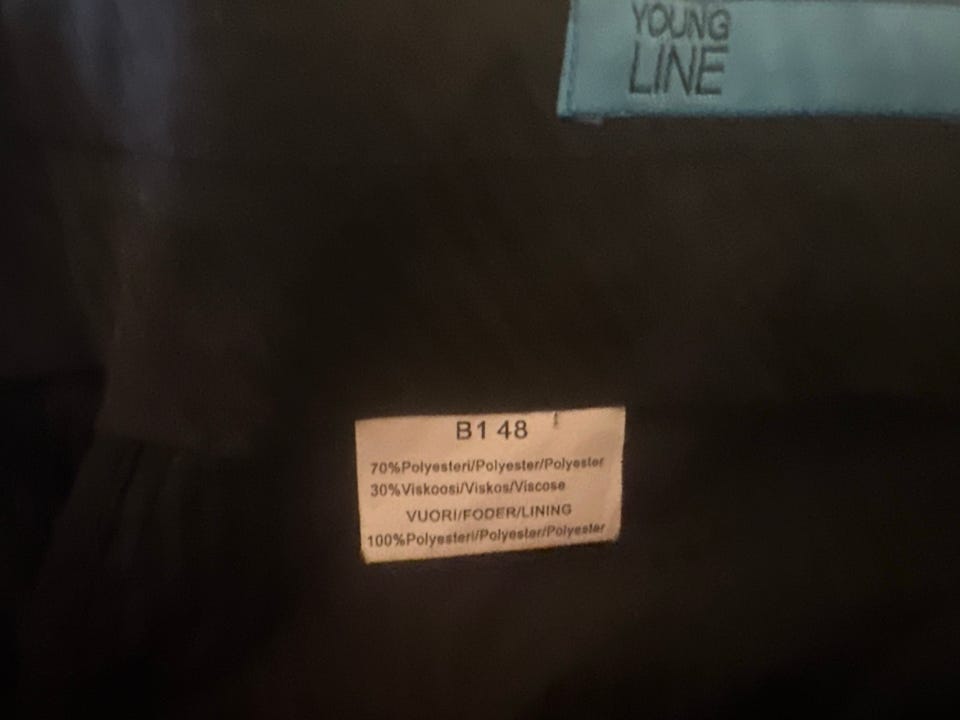 YOUNG
LINE
B1 48
70%Polyesteri/Polyester/Polyester
30%Viskoosi/Viskos/Viscose
VUORI/FODER/LINING
100%Polyesteri/Polyester/Polyester